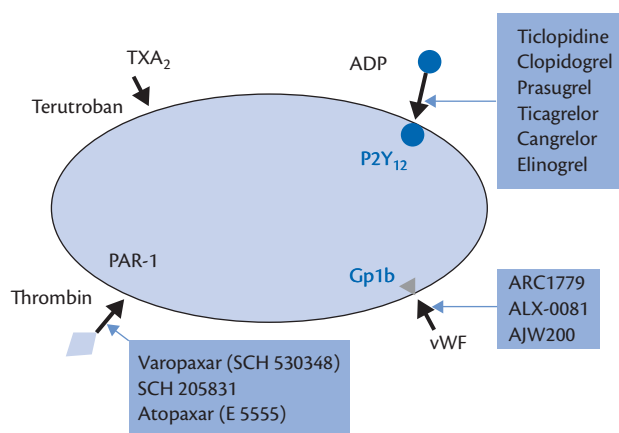 TXA₂
Terutroban
ADP
P2Y₁₂
Ticlopidine
Clopidogrel
Prasugrel
Ticagrelor
Cangrelor
Elinogrel
PAR-1
Thrombin
Gp1b
vWF
ARC1779
ALX-0081
AJW200
Varopaxar (SCH 530348)
SCH 205831
Atopaxar (E 5555)